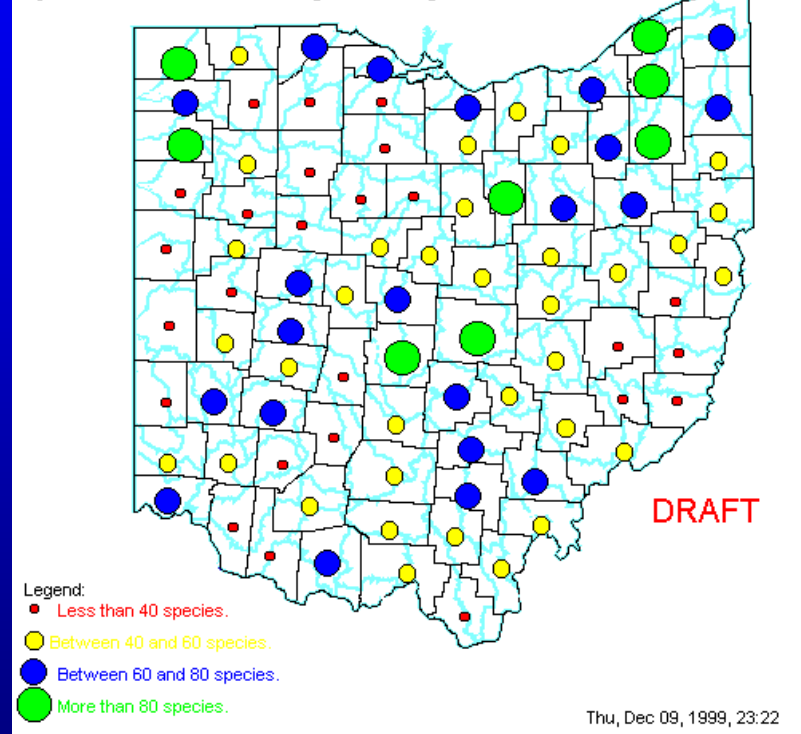 DRAFT
Legend:
Less than 40 species.
Between 40 and 60 species.
Between 60 and 80 species.
More than 80 species.
Thu, Dec 09, 1999, 23:22